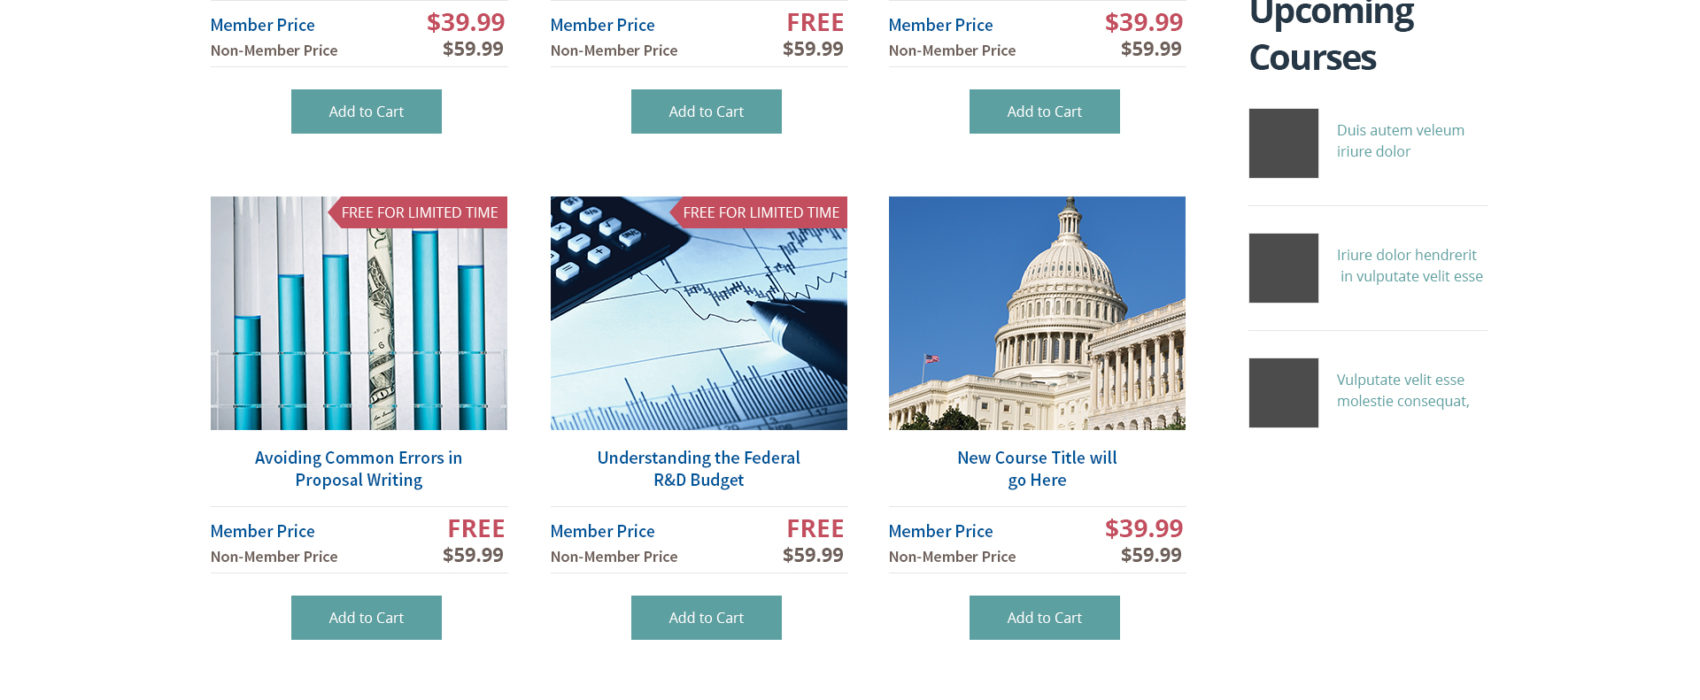 Member Price $39.99
Non-Member Price $59.99
Add to Cart
Member Price FREE
Non-Member Price $59.99
Add to Cart
Member Price $39.99
Non-Member Price $59.99
Add to Cart
FREE FOR LIMITED TIME
Avoiding Common Errors in
Proposal Writing
Member Price FREE
Non-Member Price $59.99
Add to Cart
FREE FOR LIMITED TIME
Understanding the Federal
R&D Budget
Member Price FREE
Non-Member Price $59.99
Add to Cart
New Course Title will
go Here
Member Price $39.99
Non-Member Price $59.99
Add to Cart
Upcoming
Courses
Duis autem veleum
iriure dolor
Iriure dolor hendrerit
in vulputate velit esse
Vulputate velit esse
molestie consequat,